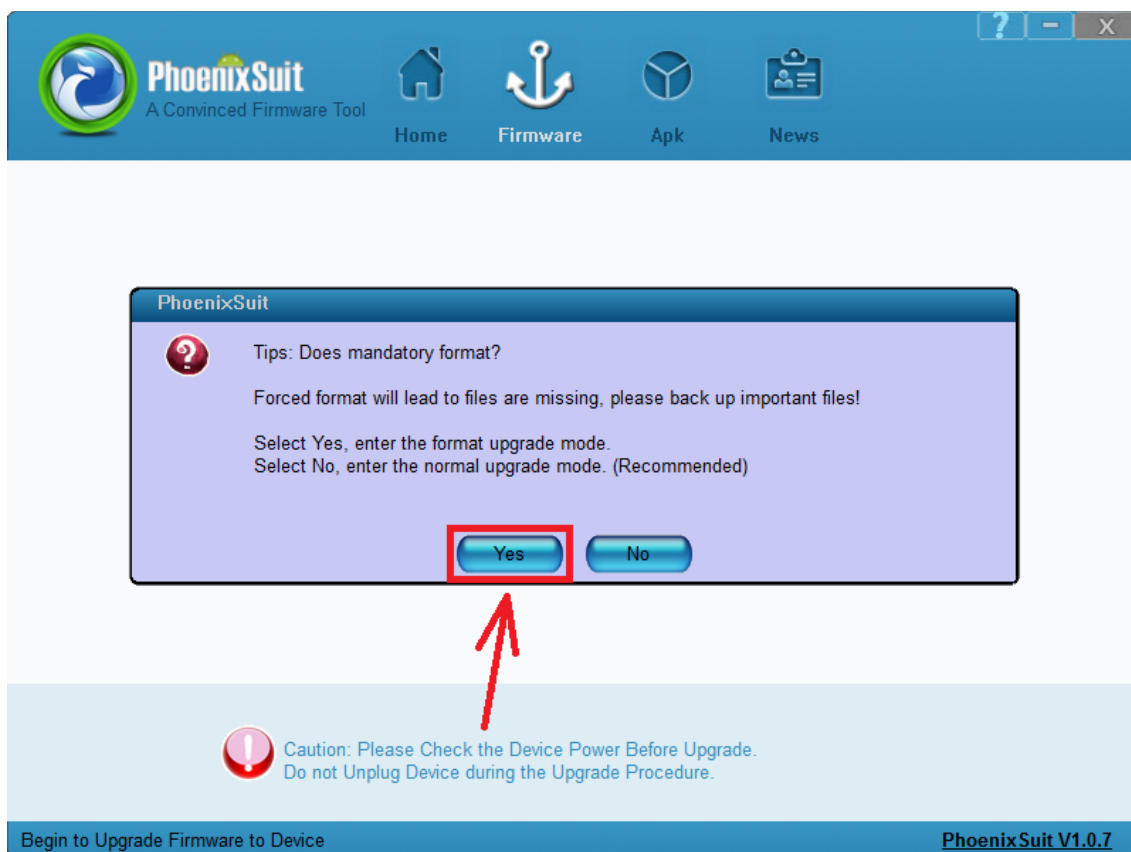 ? − X
PhoenixSuit
A Convinced Firmware Tool
Home Firmware Apk News
PhoenixSuit
Tips: Does mandatory format?
Forced format will lead to files are missing, please back up important files!
Select Yes, enter the format upgrade mode.
Select No, enter the normal upgrade mode. (Recommended)
Yes No
Caution: Please Check the Device Power Before Upgrade.
Do not Unplug Device during the Upgrade Procedure.
Begin to Upgrade Firmware to Device PhoenixSuit V1.0.7